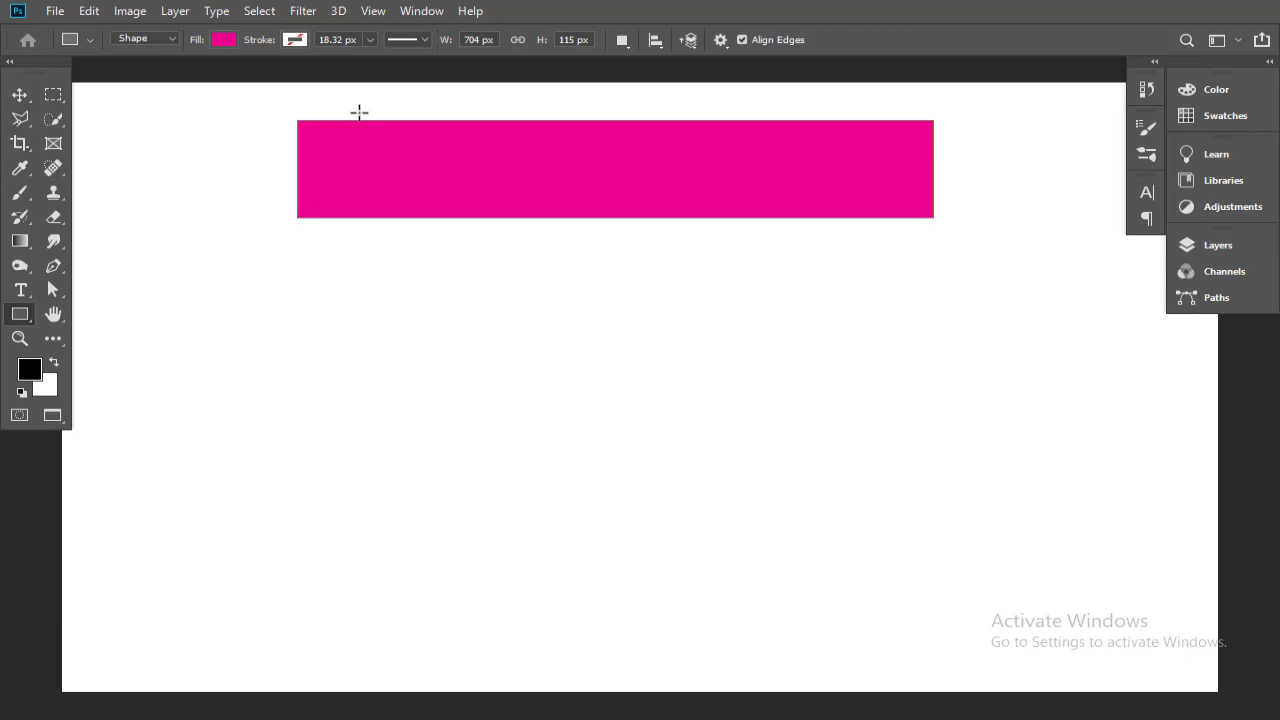 Ps File Edit Image Layer Type Select Filter 3D View Window Help
Shape Fill: Stroke: 18.32 px W: 704 px H: 115 px Align Edges
Color
Swatches
Learn
Libraries
Adjustments
Layers
Channels
Paths
Activate Windows
Go to Settings to activate Windows.